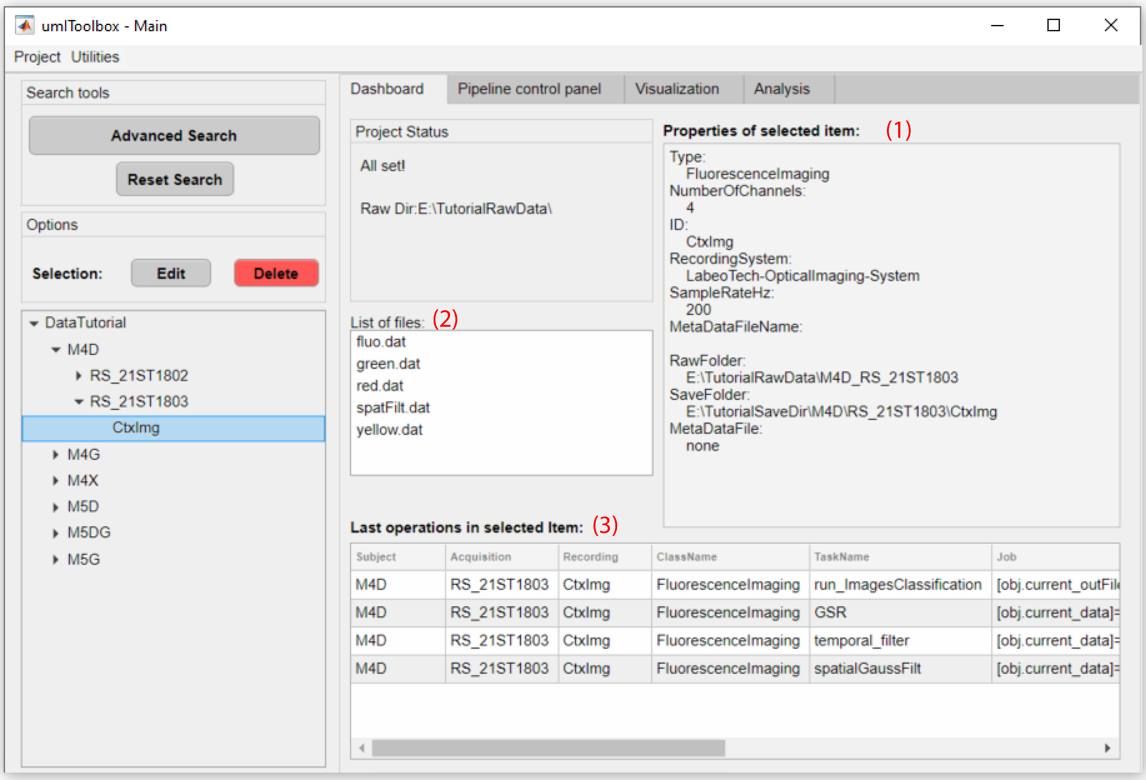 umIToolbox - Main
Project Utilities
Search tools
Advanced Search
Reset Search
Options
Selection: Edit Delete
DataTutorial
M4D
RS_21ST1802
RS_21ST1803
CtxImg
M4G
M4X
M5D
M5DG
M5G
Dashboard Pipeline control panel Visualization Analysis
Project Status
All set!
Raw Dir:E:\TutorialRawData\
List of files: (2)
fluo.dat
green.dat
red.dat
spatFilt.dat
yellow.dat
Properties of selected item: (1)
Type:
FluorescenceImaging
NumberOfChannels:
4
ID:
CtxImg
RecordingSystem:
LabeoTech-OpticalImaging-System
SampleRateHz:
200
MetaDataFileName:
RawFolder:
E:\TutorialRawData\M4D_RS_21ST1803
SaveFolder:
E:\TutorialSaveDir\M4D\RS_21ST1803\CtxImg
MetaDataFile:
none
Last operations in selected Item: (3)
Subject Acquisition Recording ClassName TaskName Job
M4D RS_21ST1803 CtxImg FluorescenceImaging run_ImagesClassification [obj.current_outFile
M4D RS_21ST1803 CtxImg FluorescenceImaging GSR [obj.current_data]=
M4D RS_21ST1803 CtxImg FluorescenceImaging temporal_filter [obj.current_data]=
M4D RS_21ST1803 CtxImg FluorescenceImaging spatialGaussFilt [obj.current_data]=